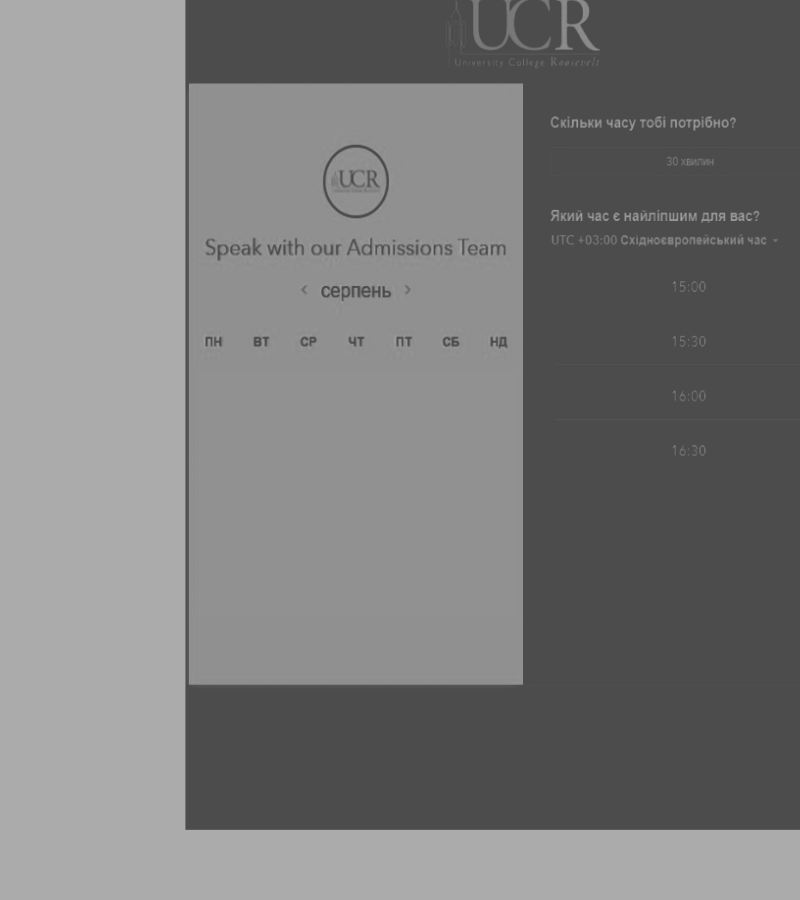 UCR
University College Roosevelt
UCR
Speak with our Admissions Team
‹ серпень ›
ПН ВТ СР ЧТ ПТ СБ НД
Скільки часу тобі потрібно?
30 хвилин
Який час є найліпшим для вас?
UTC +03:00 Східноєвропейський час
15:00
15:30
16:00
16:30